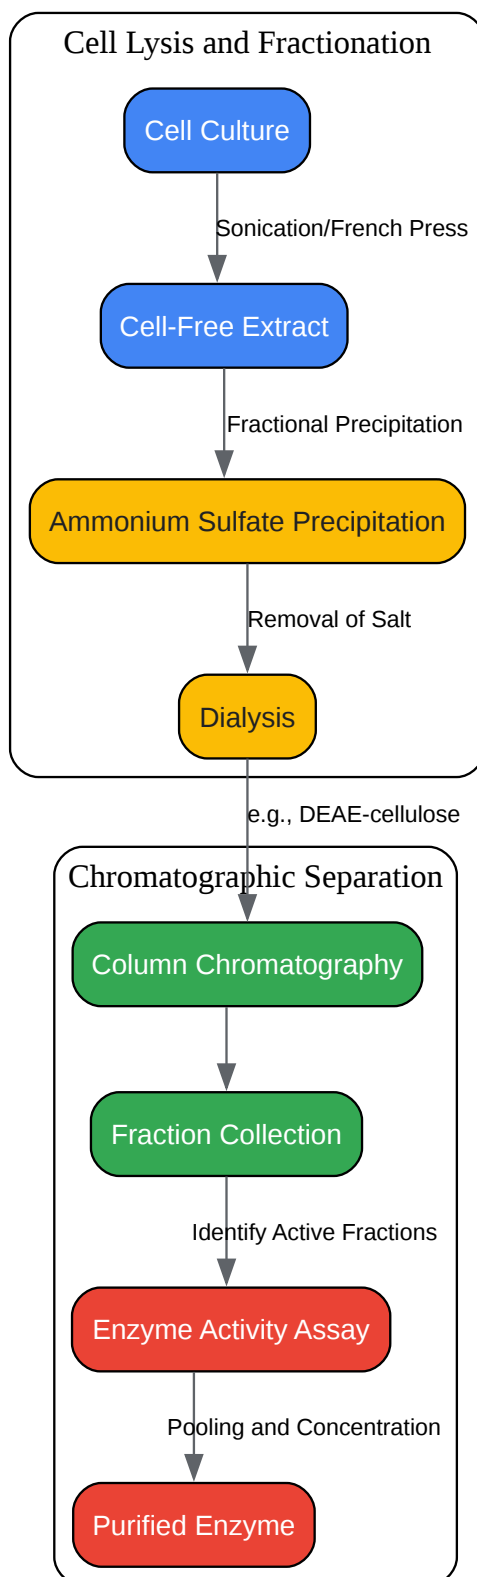 Cell Lysis and Fractionation
Cell Culture
Sonication/French Press
Cell-Free Extract
Fractional Precipitation
Ammonium Sulfate Precipitation
Removal of Salt
Dialysis
e.g., DEAE-cellulose
Chromatographic Separation
Column Chromatography
Fraction Collection
Identify Active Fractions
Enzyme Activity Assay
Pooling and Concentration
Purified Enzyme